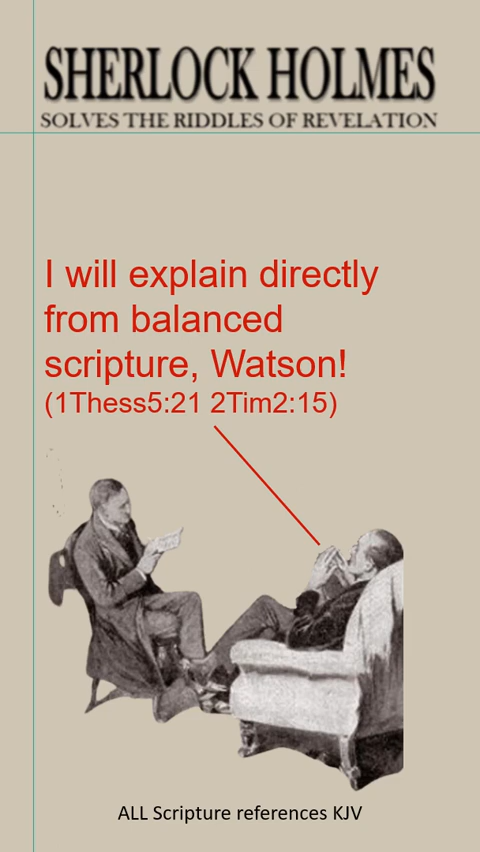 SHERLOCK HOLMES
SOLVES THE RIDDLES OF REVELATION
I will explain directly
from balanced
scripture, Watson!
(1Thess5:21 2Tim2:15)
ALL Scripture references KJV